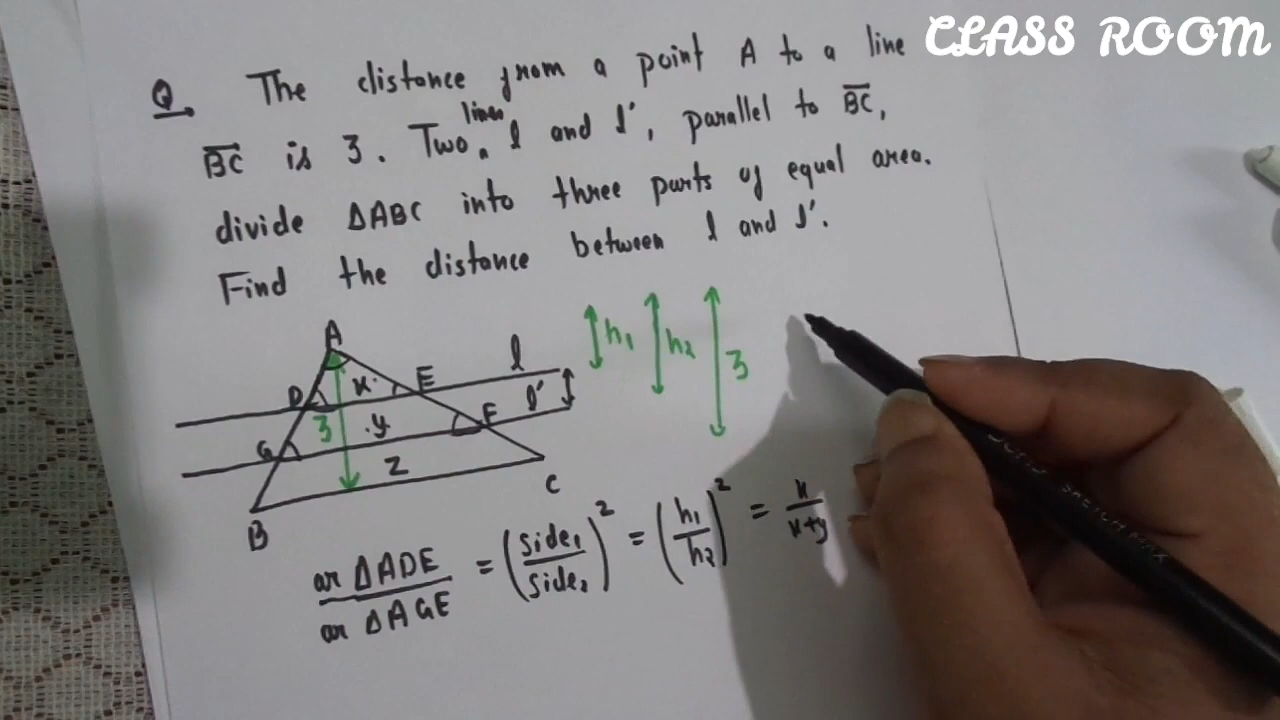 CLASS ROOM
Q. The distance from a point A to a line
BC is 3. Two lines l and l', parallel to BC,
divide ΔABC into three parts of equal area.
Find the distance between l and l'.
A
D x. E l
G 3 .y F l'
z
B C
h₁ h₂ 3
ar ΔADE / ar ΔAGE = (side₁/side₂)² = (h₁/h₂)² = x/x+y